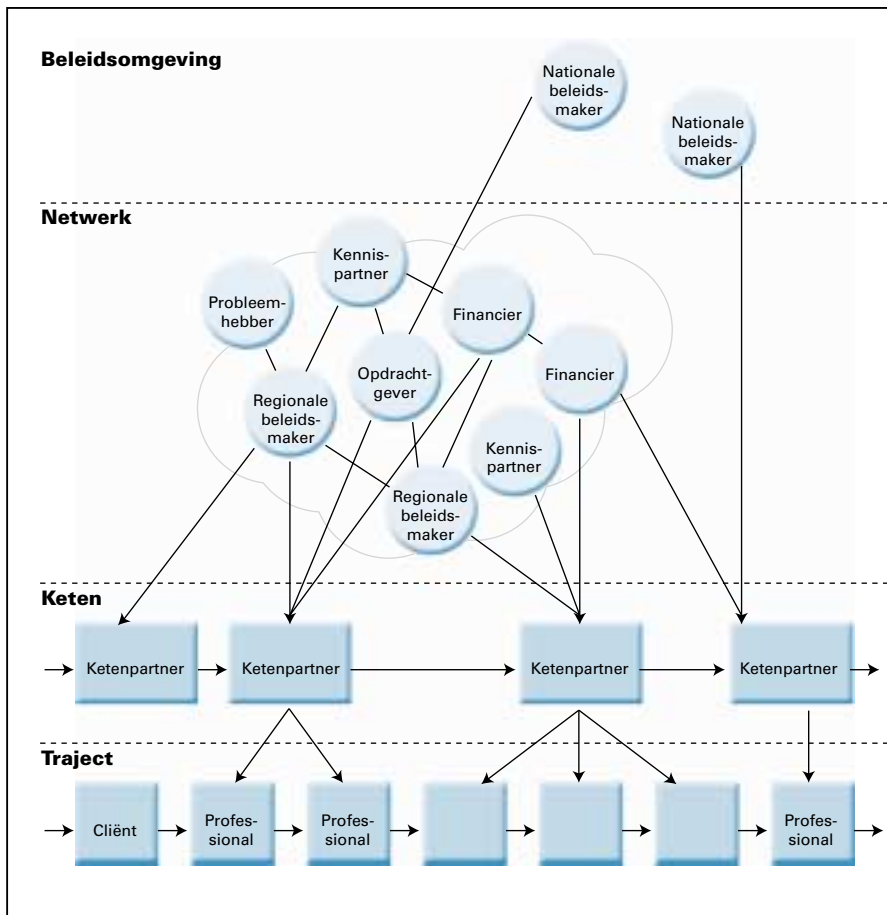 Beleidsomgeving
Nationale
beleids-
maker
Nationale
beleids-
maker
Netwerk
Kennis-
partner
Probleem-
hebber
Financier
Opdracht-
gever
Financier
Regionale
beleids-
maker
Kennis-
partner
Regionale
beleids-
maker
Keten
Ketenpartner
Ketenpartner
Ketenpartner
Ketenpartner
Traject
Cliënt
Profes-
sional
Profes-
sional
Profes-
sional